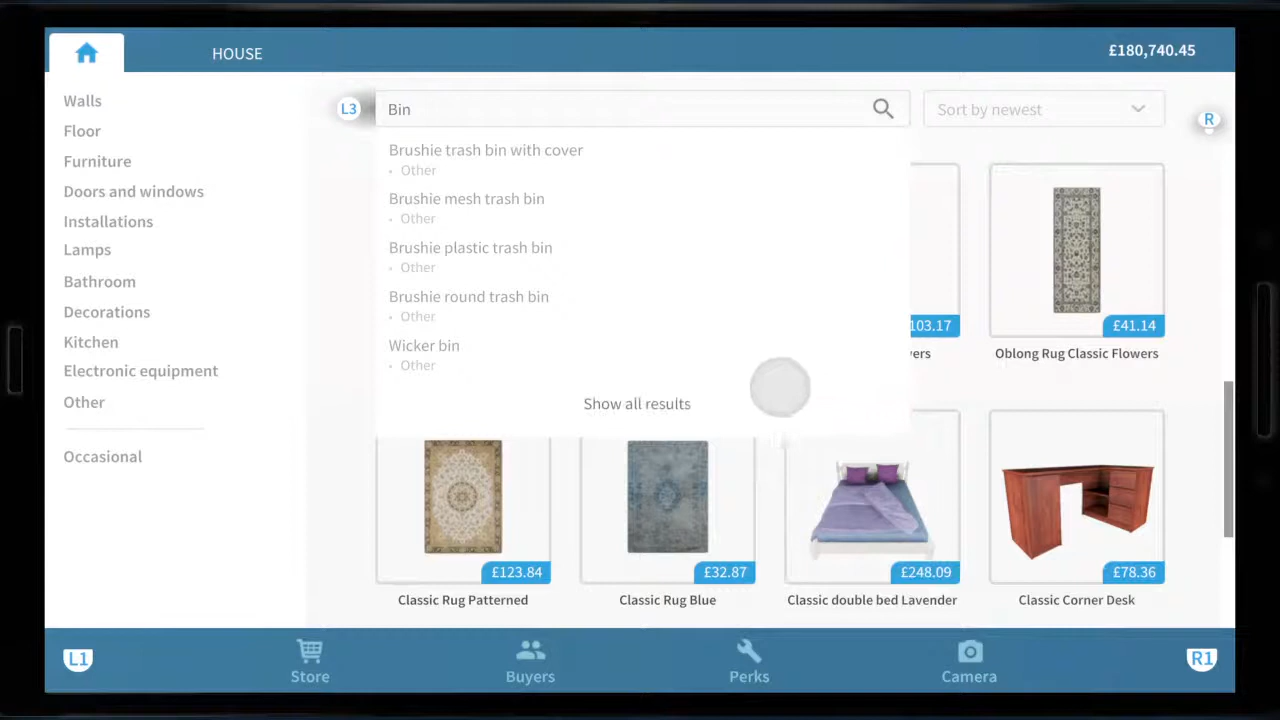 HOUSE
£180,740.45
Walls
Floor
Furniture
Doors and windows
Installations
Lamps
Bathroom
Decorations
Kitchen
Electronic equipment
Other
Occasional
L3
Bin
Sort by newest
R
Brushie trash bin with cover
• Other
Brushie mesh trash bin
• Other
Brushie plastic trash bin
• Other
Brushie round trash bin
• Other
Wicker bin
• Other
Show all results
103.17
£41.14
ers
Oblong Rug Classic Flowers
£123.84
£32.87
£248.09
£78.36
Classic Rug Patterned
Classic Rug Blue
Classic double bed Lavender
Classic Corner Desk
L1
Store
Buyers
Perks
Camera
R1